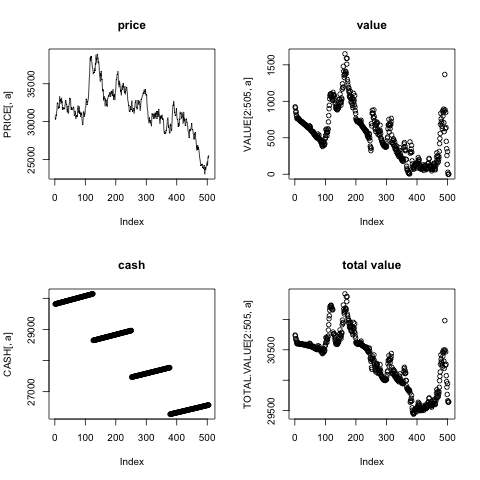 price
PRICE[, a]
25000 30000 35000
0 100 200 300 400 500
Index
value
VALUE[2:505, a]
0 500 1000 1500
0 100 200 300 400 500
Index
cash
CASH[, a]
27000 29000
0 100 200 300 400 500
Index
total value
TOTAL.VALUE[2:505, a]
29500 30500
0 100 200 300 400 500
Index